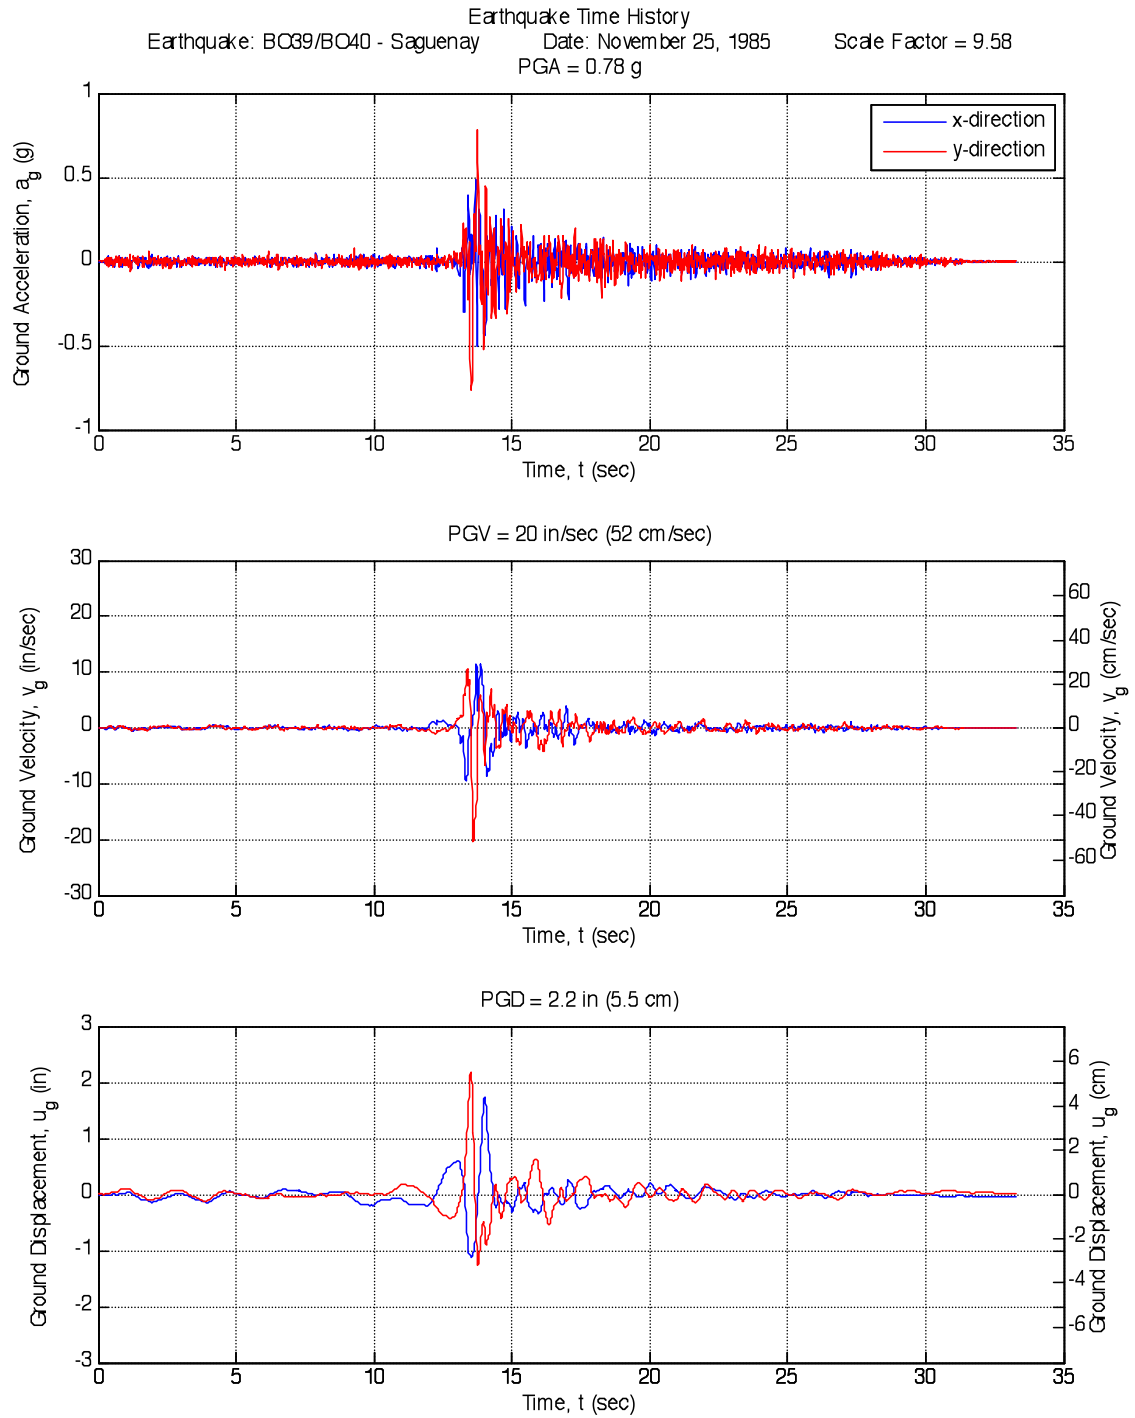 Earthquake Time History
Earthquake: BO39/BO40 - Saguenay Date: November 25, 1985 Scale Factor = 9.58
PGA = 0.78 g
1
0.5
0
-0.5
-1
Ground Acceleration, a_g (g)
x-direction
y-direction
0 5 10 15 20 25 30 35
Time, t (sec)
PGV = 20 in/sec (52 cm/sec)
30
20
10
0
-10
-20
-30
Ground Velocity, v_g (in/sec)
60
40
20
0
-20
-40
-60
Ground Velocity, v_g (cm/sec)
0 5 10 15 20 25 30 35
Time, t (sec)
PGD = 2.2 in (5.5 cm)
3
2
1
0
-1
-2
-3
Ground Displacement, u_g (in)
6
4
2
0
-2
-4
-6
Ground Displacement, u_g (cm)
0 5 10 15 20 25 30 35
Time, t (sec)